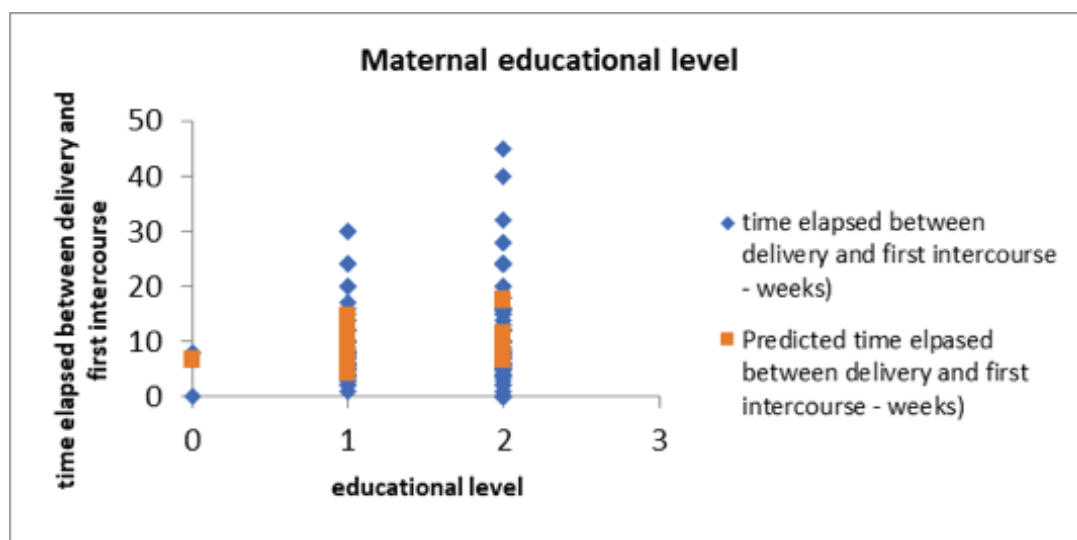 Maternal educational level
time elapsed between delivery and
first intercourse
50
40
30
20
10
0
0
1
2
3
educational level
time elapsed between
delivery and first intercourse
- weeks)
Predicted time elpased
between delivery and first
intercourse - weeks)